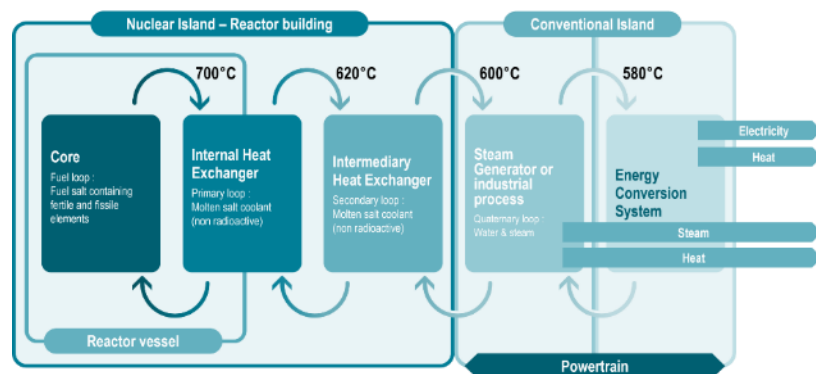 Nuclear Island – Reactor building
Conventional Island
700°C
620°C
600°C
580°C
Core
Fuel loop :
Fuel salt containing
fertile and fissile
elements
Internal Heat
Exchanger
Primary loop :
Molten salt coolant
(non radioactive)
Intermediary
Heat Exchanger
Secondary loop :
Molten salt coolant
(non radioactive)
Steam
Generator or
industrial
process
Quaternary loop :
Water & steam
Energy
Conversion
System
Electricity
Heat
Steam
Heat
Reactor vessel
Powertrain